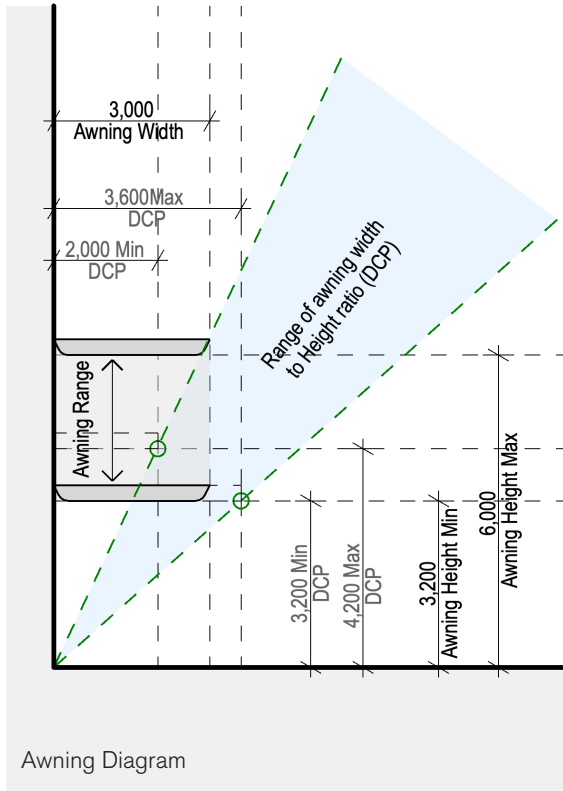 3,000
Awning Width
3,600Max
DCP
2,000 Min
DCP
Range of awning width
to Height ratio (DCP)
Awning Range
3,200 Min
DCP
4,200 Max
DCP
3,200
Awning Height Min
6,000
Awning Height Max
Awning Diagram